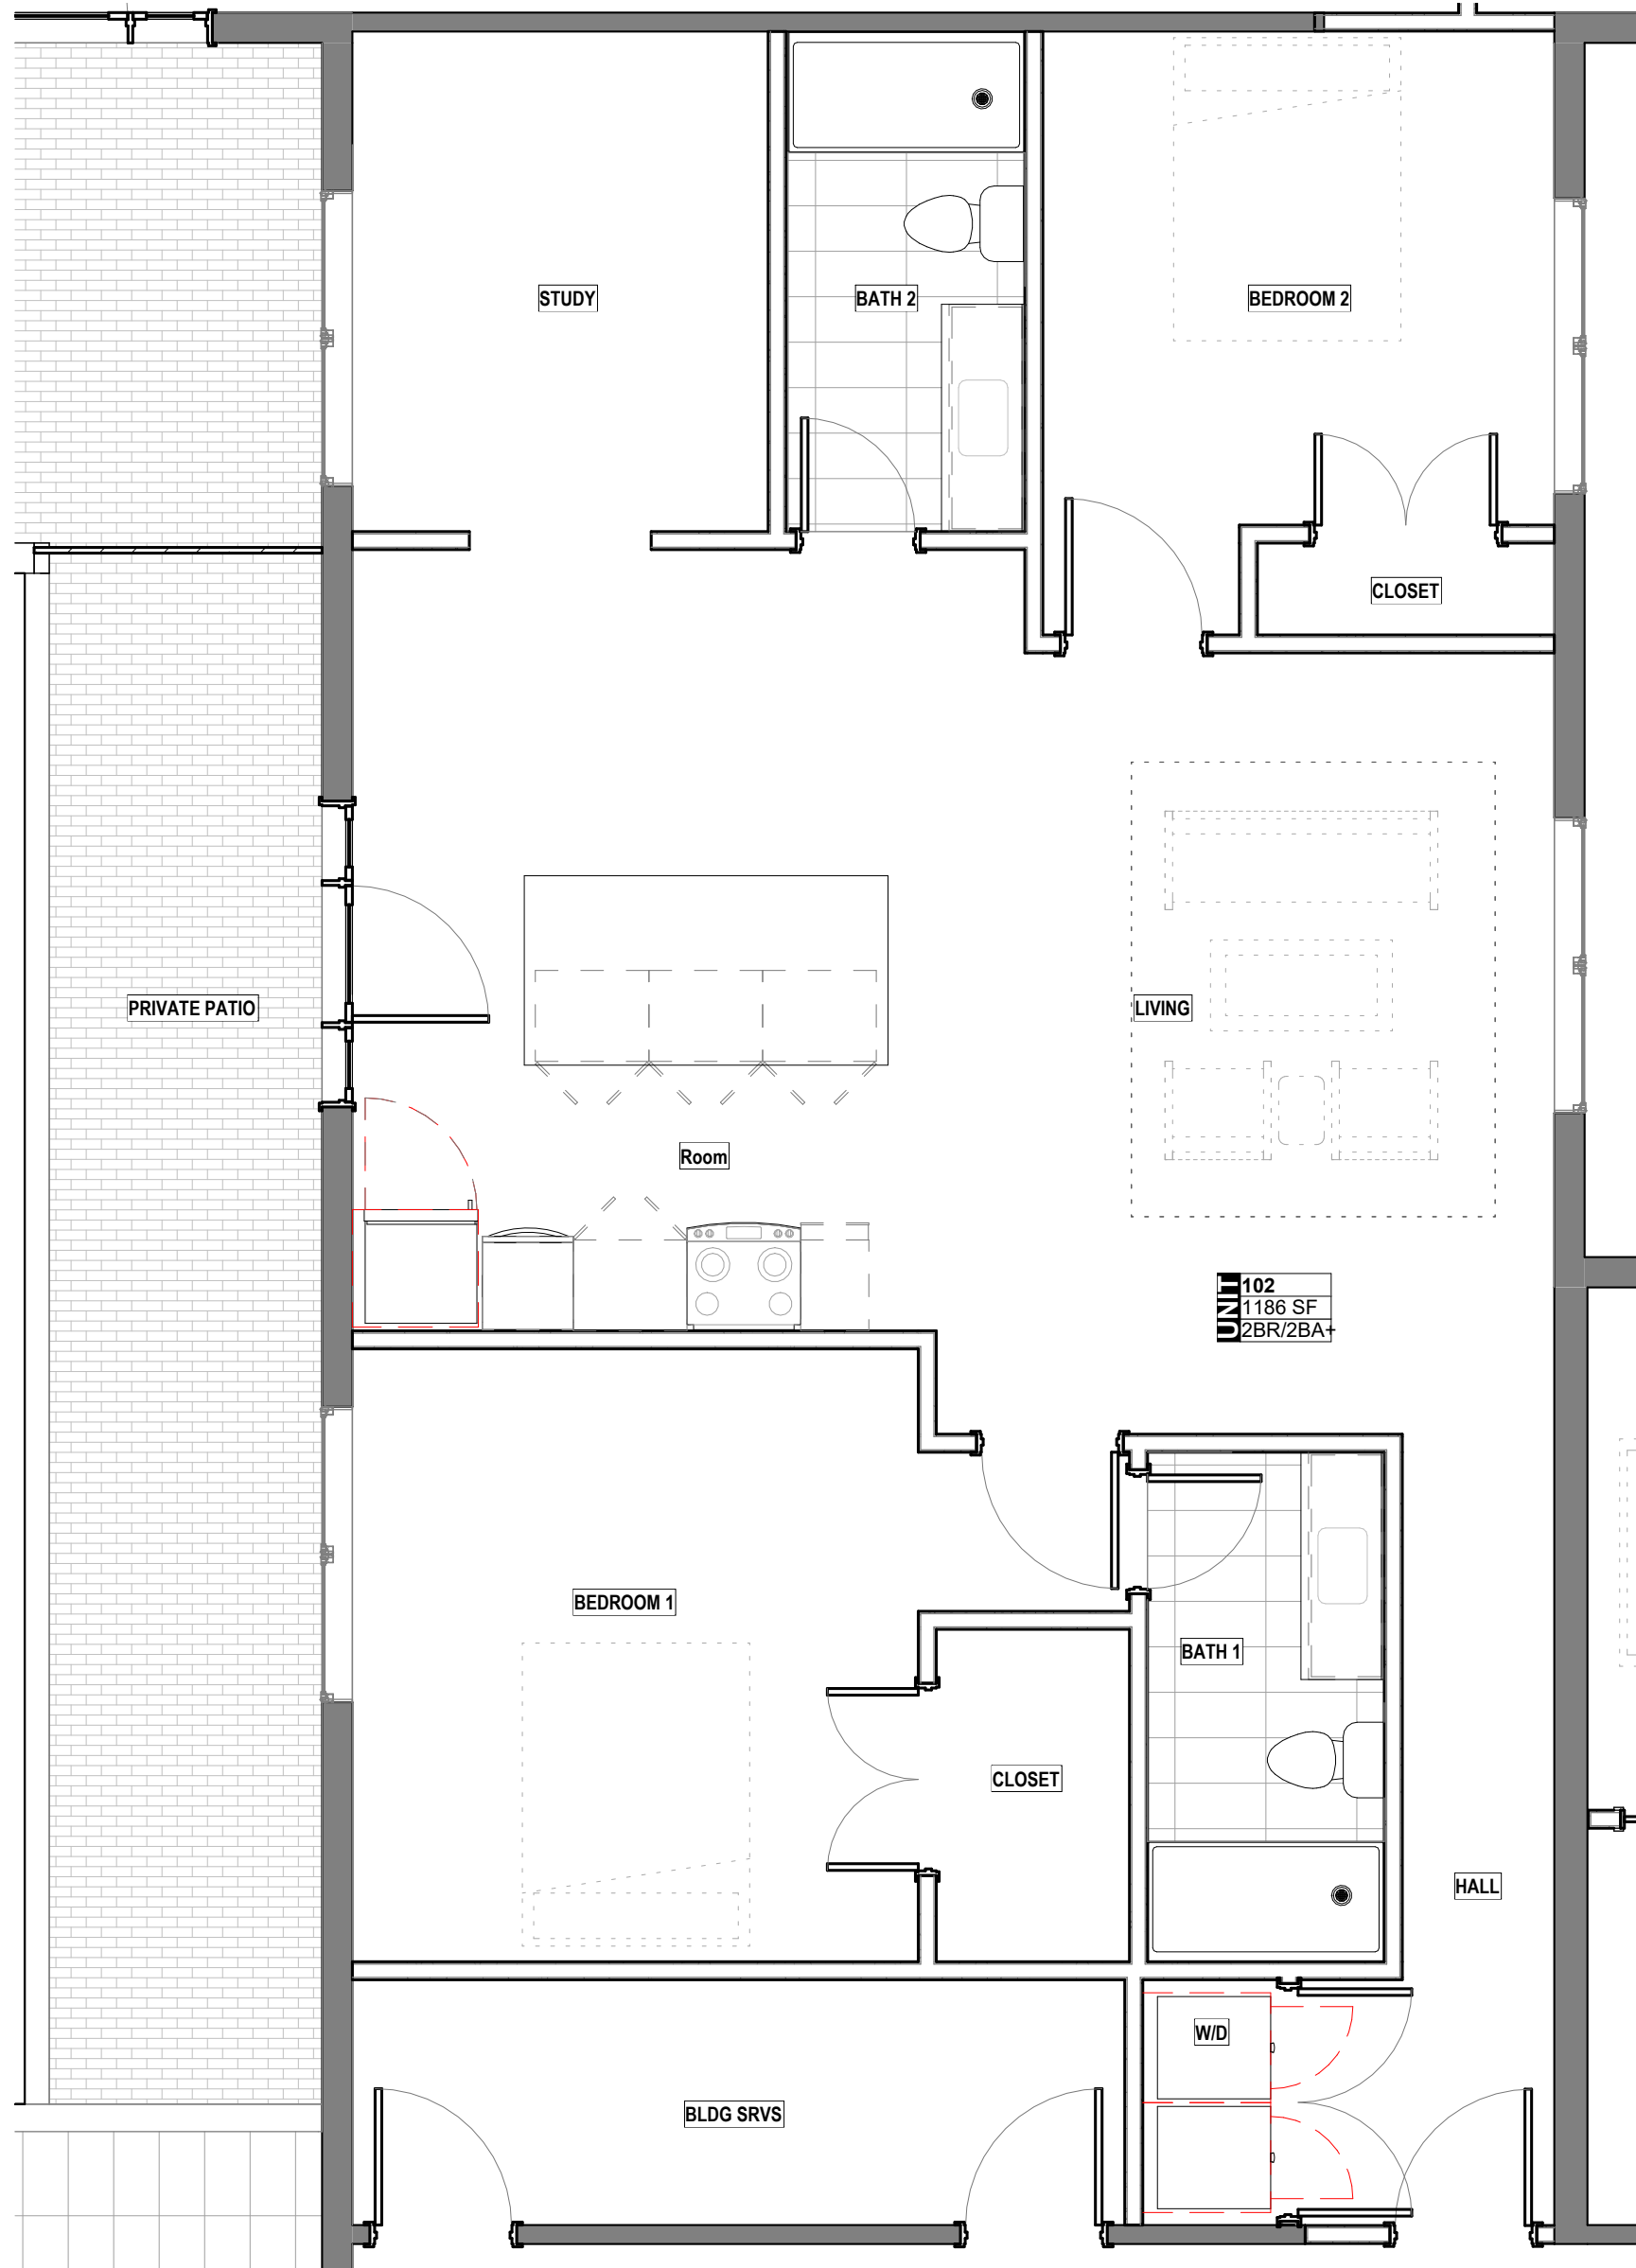 STUDY
BATH 2
BEDROOM 2
CLOSET
PRIVATE PATIO
LIVING
Room
UNIT
102
1186 SF
2BR/2BA+
BEDROOM 1
BATH 1
CLOSET
HALL
W/D
BLDG SRVS